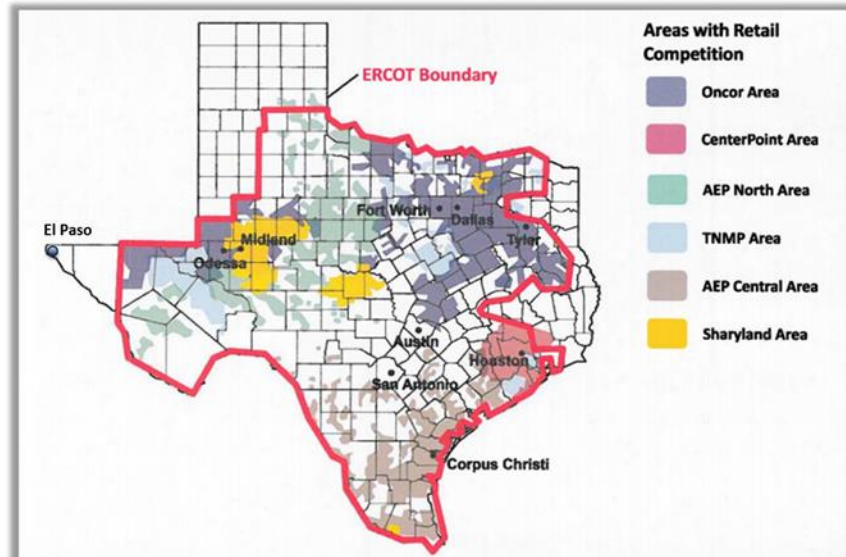 Areas with Retail
Competition
ERCOT Boundary
Oncor Area
CenterPoint Area
AEP North Area
TNMP Area
AEP Central Area
Sharyland Area
El Paso
Fort Worth
Dallas
Tyler
Midland
Odessa
Austin
Houston
San Antonio
Corpus Christi